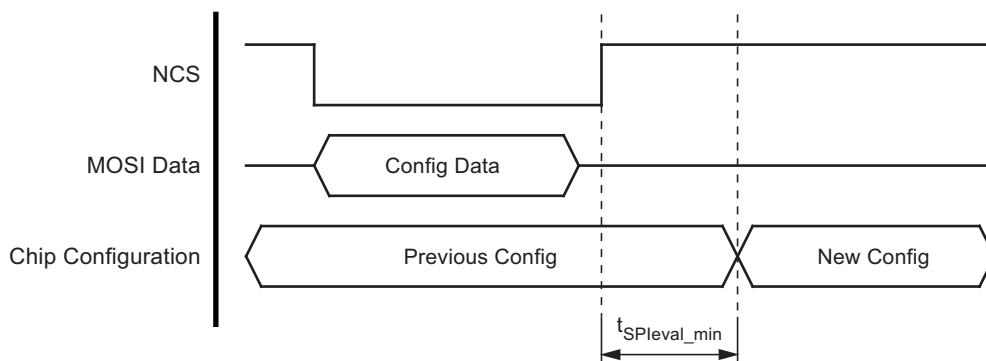 NCS
MOSI Data
Config Data
Chip Configuration
Previous Config
New Config
tSPIeval_min